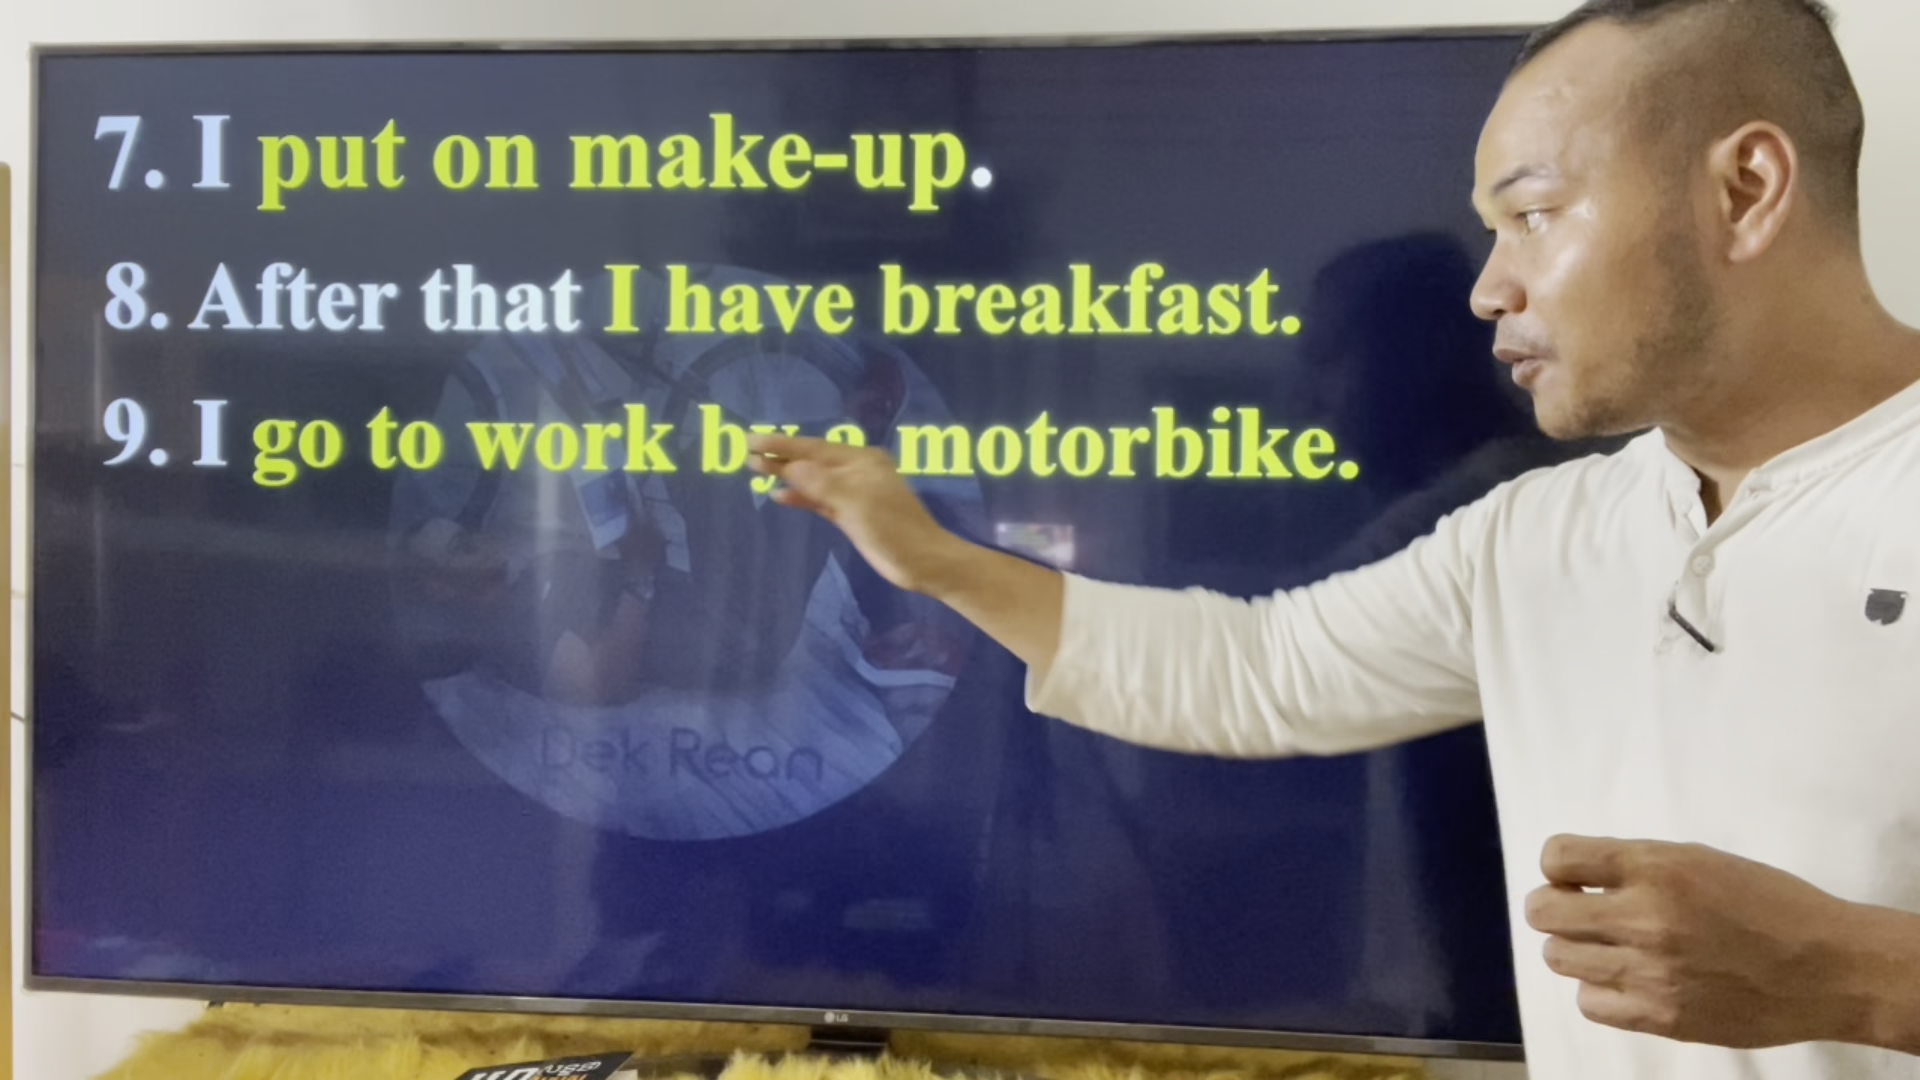 7. I put on make-up.
8. After that I have breakfast.
9. I go to work by a motorbike.
Dek Rean
LG